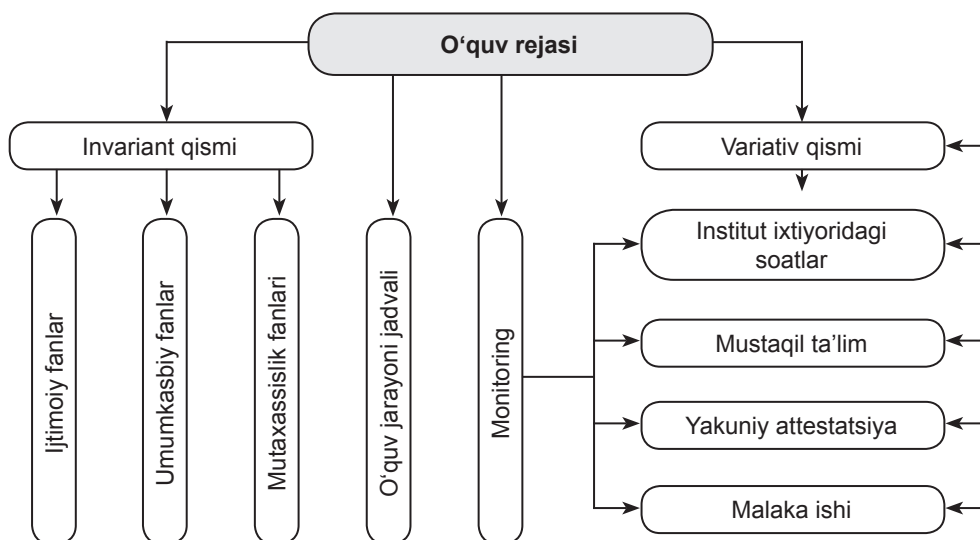 O‘quv rejasi
Invariant qismi
Variativ qismi
Ijtimoiy fanlar
Umumkasbiy fanlar
Mutaxassislik fanlari
O‘quv jarayoni jadvali
Monitoring
Institut ixtiyoridagi
soatlar
Mustaqil ta’lim
Yakuniy attestatsiya
Malaka ishi